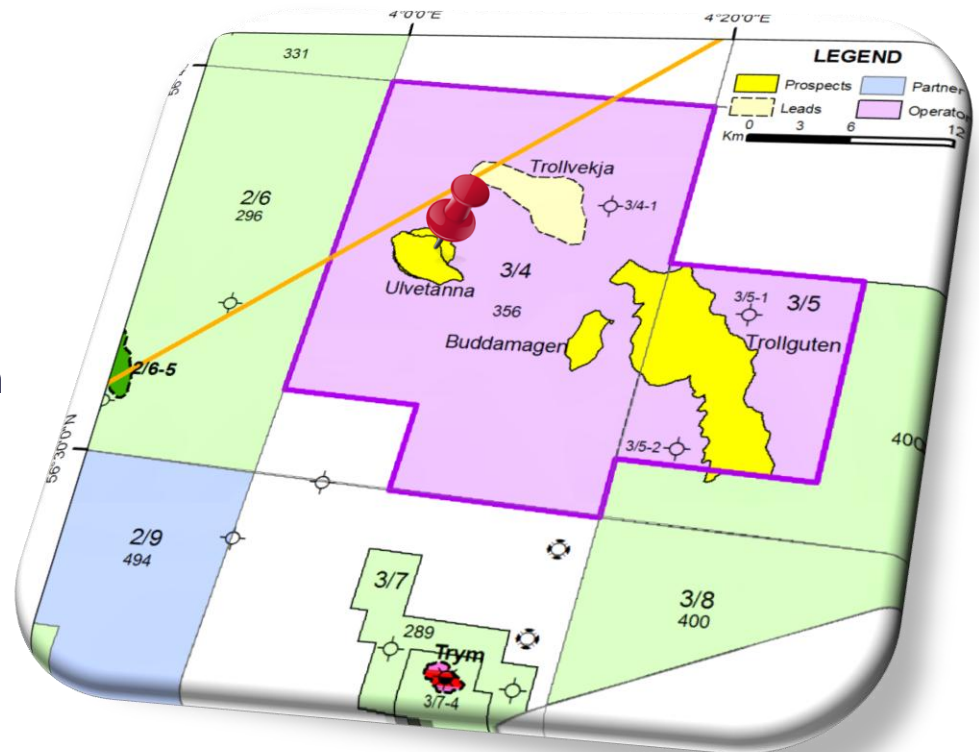 4°0'0"E
4°20'0"E
331
LEGEND
Prospects
Partner
Leads
Operato
Km
0 3 6 12
Trollvekja
3/4-1
2/6
296
3/4
Ulvetanna
356
3/5-1
3/5
Buddamagen
Trollguten
2/6-5
400
3/5-2
56°30'0"N
2/9
494
3/7
3/8
400
289
Trym
3/7-4